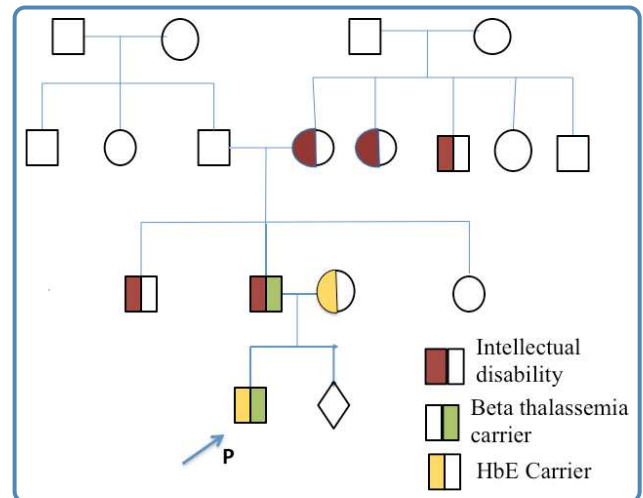 Intellectual
disability
Beta thalassemia
carrier
HbE Carrier
P